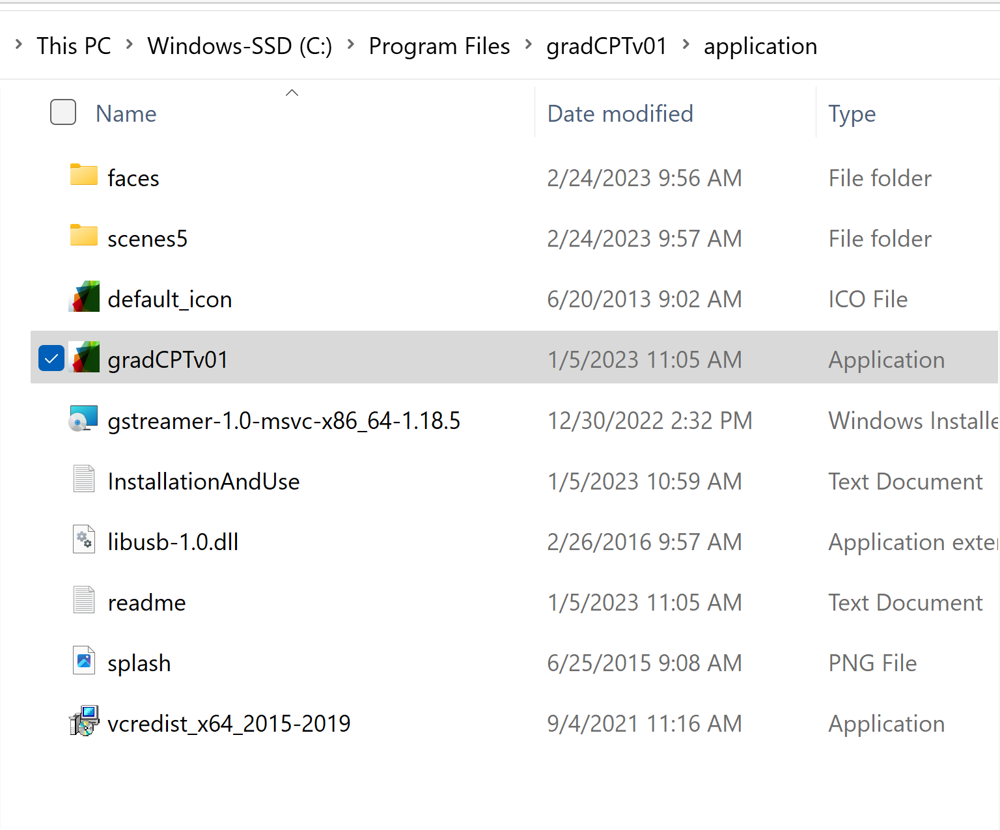 This PC Windows-SSD (C:) Program Files gradCPTv01 application
Name Date modified Type
faces 2/24/2023 9:56 AM File folder
scenes5 2/24/2023 9:57 AM File folder
default_icon 6/20/2013 9:02 AM ICO File
gradCPTv01 1/5/2023 11:05 AM Application
gstreamer-1.0-msvc-x86_64-1.18.5 12/30/2022 2:32 PM Windows Installe
InstallationAndUse 1/5/2023 10:59 AM Text Document
libusb-1.0.dll 2/26/2016 9:57 AM Application exte
readme 1/5/2023 11:05 AM Text Document
splash 6/25/2015 9:08 AM PNG File
vcredist_x64_2015-2019 9/4/2021 11:16 AM Application